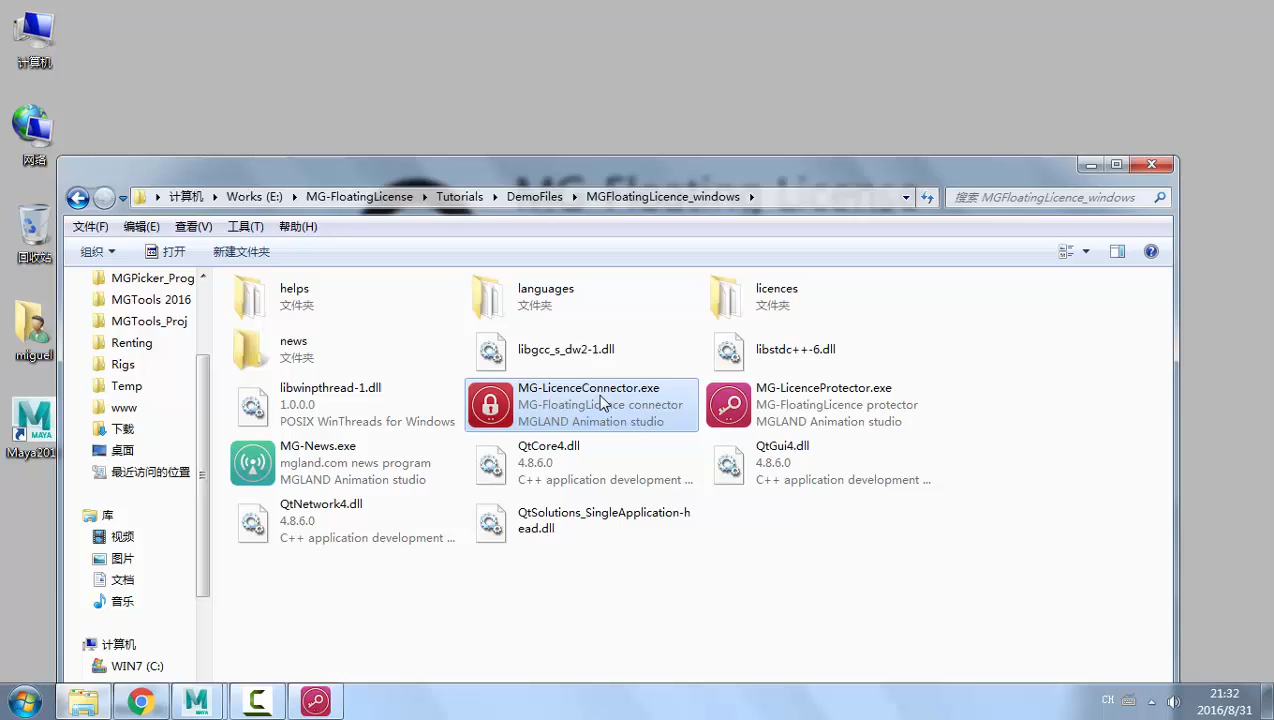 计算机
网络
回收站
miguel
Maya201
计算机 Works (E:) MG-FloatingLicense Tutorials DemoFiles MGFloatingLicence_windows
搜索 MGFloatingLicence_windows
文件(F) 编辑(E) 查看(V) 工具(T) 帮助(H)
组织 打开 新建文件夹
MGPicker_Prog
MGTools 2016
MGTools_Proj
Renting
Rigs
Temp
www
下载
桌面
最近访问的位置
库
视频
图片
文档
音乐
计算机
WIN7 (C:)
helps
文件夹
languages
文件夹
licences
文件夹
news
文件夹
libgcc_s_dw2-1.dll
libstdc++-6.dll
libwinpthread-1.dll
1.0.0.0
POSIX WinThreads for Windows
MG-LicenceConnector.exe
MG-FloatingLicence connector
MGLAND Animation studio
MG-LicenceProtector.exe
MG-FloatingLicence protector
MGLAND Animation studio
MG-News.exe
mgland.com news program
MGLAND Animation studio
QtCore4.dll
4.8.6.0
C++ application development ...
QtGui4.dll
4.8.6.0
C++ application development ...
QtNetwork4.dll
4.8.6.0
C++ application development ...
QtSolutions_SingleApplication-h
ead.dll
CH
21:32
2016/8/31